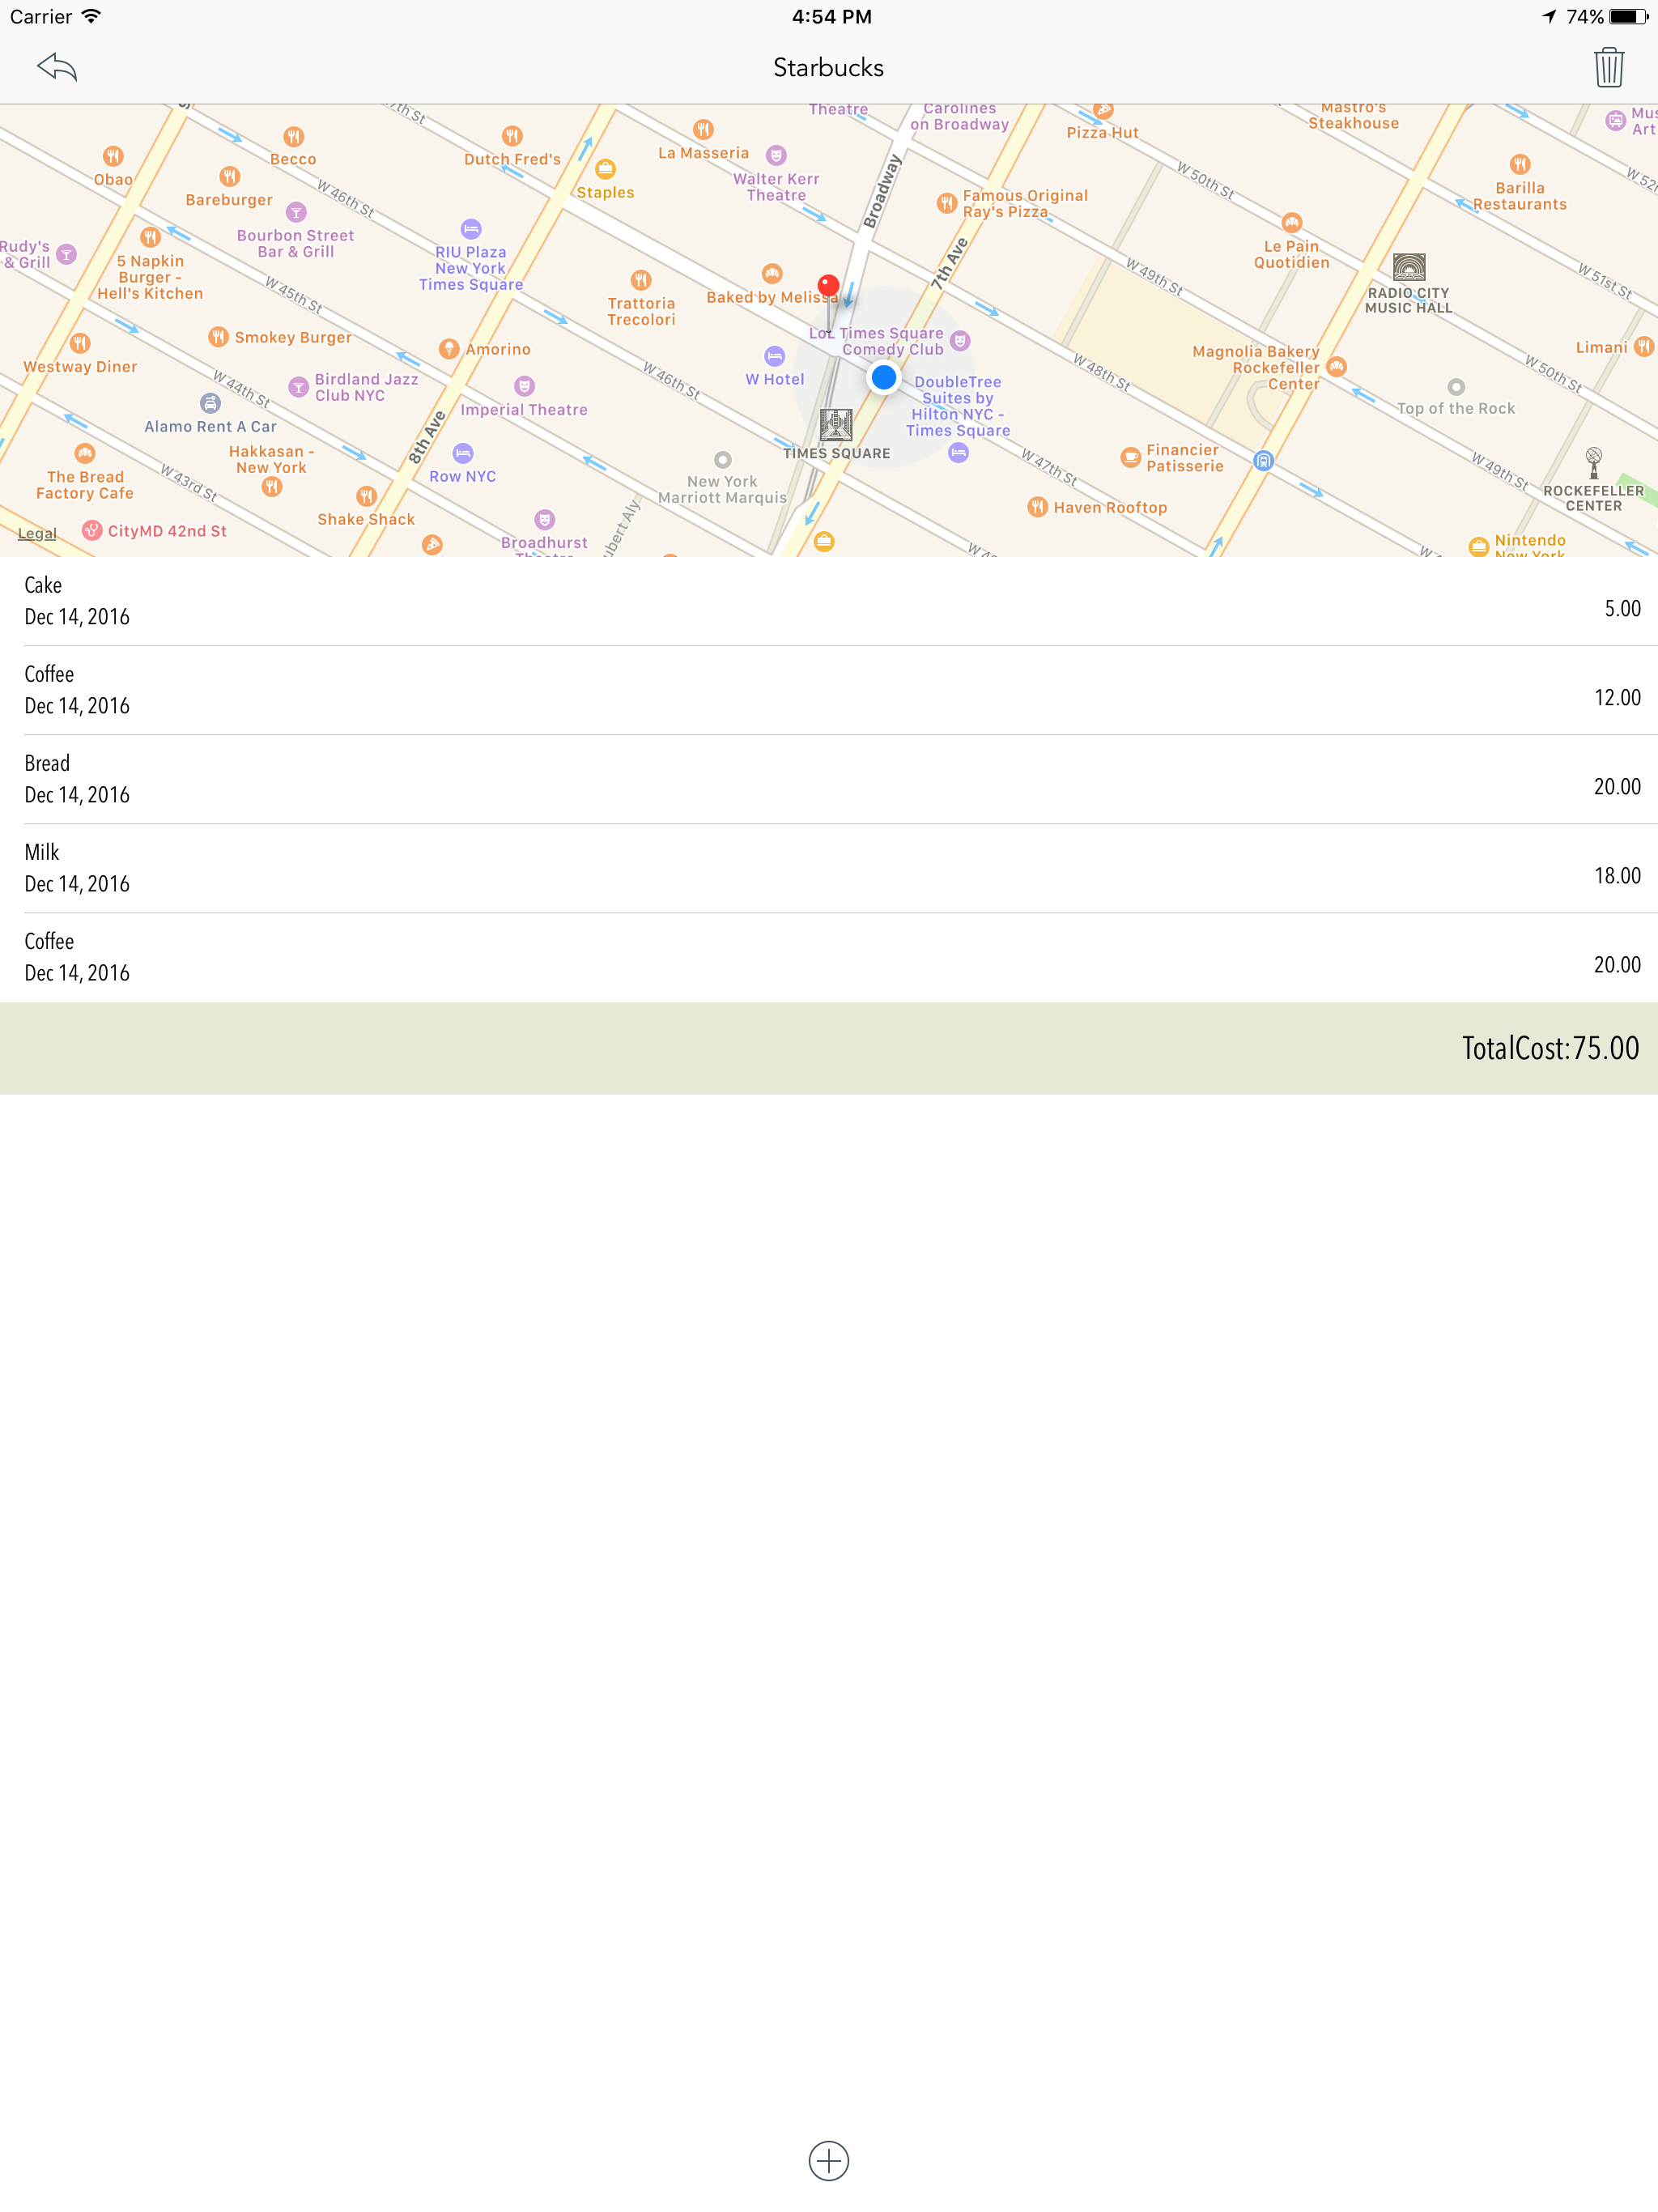 Carrier
4:54 PM
74%
Starbucks
Theatre
Carolines
on Broadway
Pizza Hut
Mastro's
Steakhouse
Becco
Dutch Fred's
La Masseria
Obao
Bareburger
W 46th St
Staples
Walter Kerr
Theatre
Broadway
Famous Original
Ray's Pizza
W 50th St
Barilla
Restaurants
Rudy's
& Grill
Bourbon Street
Bar & Grill
5 Napkin
Burger -
Hell's Kitchen
RIU Plaza
New York
Times Square
7th Ave
W 49th St
Le Pain
Quotidien
W 51st St
W 45th St
Trattoria
Trecolori
Baked by Melissa
RADIO CITY
MUSIC HALL
Smokey Burger
Amorino
LoL Times Square
Comedy Club
Limani
Westway Diner
W 44th St
Birdland Jazz
Club NYC
W 46th St
W Hotel
W 48th St
Magnolia Bakery
Rockefeller
Center
W 50th St
Alamo Rent A Car
Imperial Theatre
DoubleTree
Suites by
Hilton NYC -
Times Square
Top of the Rock
8th Ave
Hakkasan -
New York
TIMES SQUARE
Financier
Patisserie
The Bread
Factory Cafe
W 43rd St
Row NYC
New York
Marriott Marquis
W 47th St
W 49th St
ROCKEFELLER
CENTER
Shake Shack
Haven Rooftop
Legal
CityMD 42nd St
Broadhurst
Theatre
Nintendo
New York
Cake
Dec 14, 2016
5.00
Coffee
Dec 14, 2016
12.00
Bread
Dec 14, 2016
20.00
Milk
Dec 14, 2016
18.00
Coffee
Dec 14, 2016
20.00
TotalCost:75.00